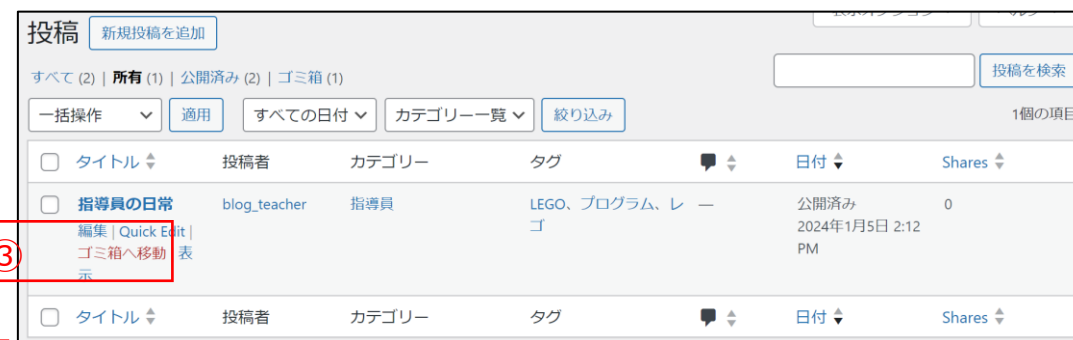 投稿 新規投稿を追加
すべて (2) | 所有 (1) | 公開済み (2) | ゴミ箱 (1)
投稿を検索
一括操作 適用 すべての日付 カテゴリー一覧 絞り込み 1個の項目
タイトル 投稿者 カテゴリー タグ 日付 Shares
指導員の日常 blog_teacher 指導員 LEGO、プログラム、レ — 公開済み 0
編集 | Quick Edit | ゴ 2024年1月5日 2:12
③ ゴミ箱へ移動 表 PM
示
タイトル 投稿者 カテゴリー タグ 日付 Shares